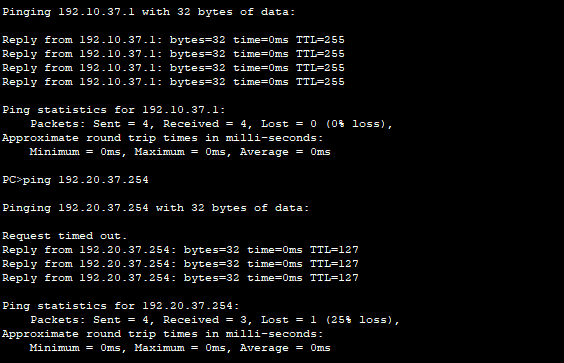 Pinging 192.10.37.1 with 32 bytes of data:
Reply from 192.10.37.1: bytes=32 time=0ms TTL=255
Reply from 192.10.37.1: bytes=32 time=0ms TTL=255
Reply from 192.10.37.1: bytes=32 time=0ms TTL=255
Reply from 192.10.37.1: bytes=32 time=0ms TTL=255
Ping statistics for 192.10.37.1:
    Packets: Sent = 4, Received = 4, Lost = 0 (0% loss),
Approximate round trip times in milli-seconds:
    Minimum = 0ms, Maximum = 0ms, Average = 0ms
PC>ping 192.20.37.254
Pinging 192.20.37.254 with 32 bytes of data:
Request timed out.
Reply from 192.20.37.254: bytes=32 time=0ms TTL=127
Reply from 192.20.37.254: bytes=32 time=0ms TTL=127
Reply from 192.20.37.254: bytes=32 time=0ms TTL=127
Ping statistics for 192.20.37.254:
    Packets: Sent = 4, Received = 3, Lost = 1 (25% loss),
Approximate round trip times in milli-seconds:
    Minimum = 0ms, Maximum = 0ms, Average = 0ms